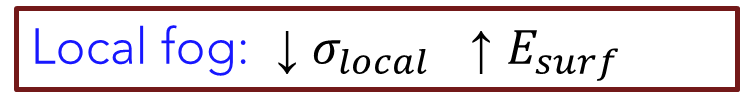 Local fog: ↓ σ_local ↑ E_surf